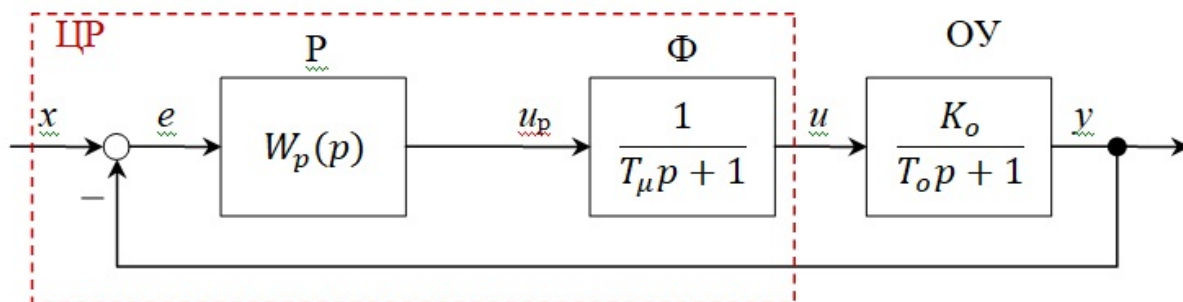 ЦР
Р
Ф
ОУ
x
e
W_p(p)
u_р
1
T_μp + 1
u
K_o
T_op + 1
y
−